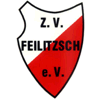 Z. V.
FEILITZSCH
e. V.